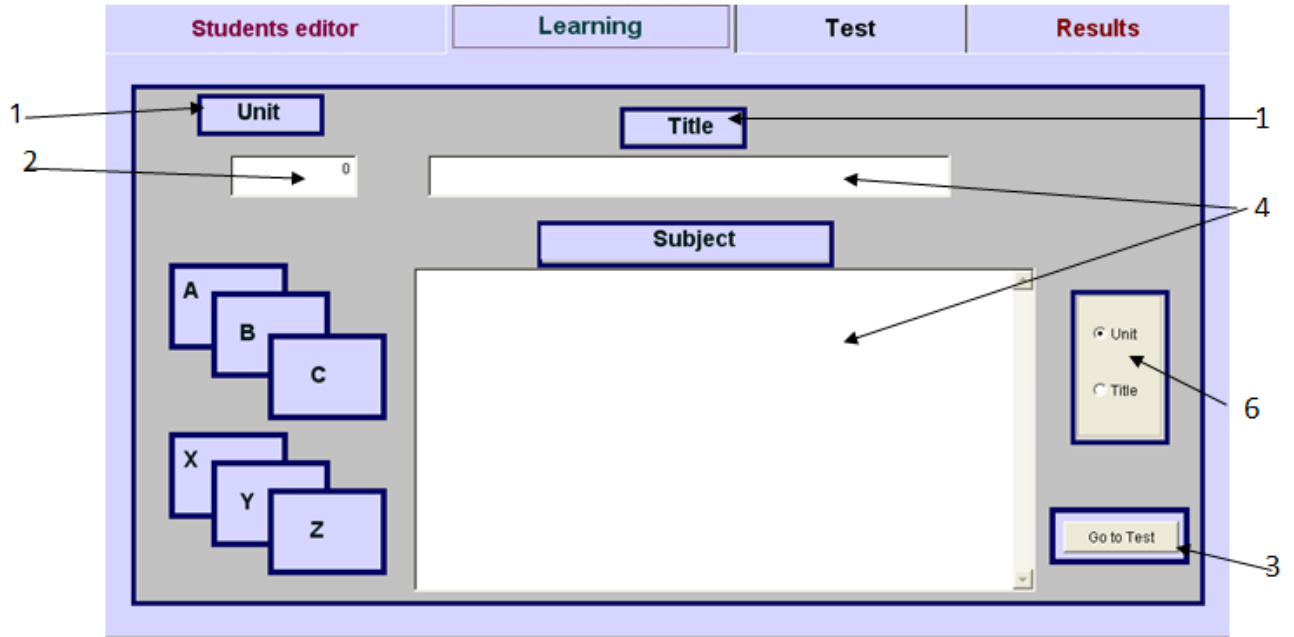 Students editor
Learning
Test
Results
1
Unit
Title
1
2
0
4
Subject
A
B
C
Unit
Title
6
X
Y
Z
Go to Test
3